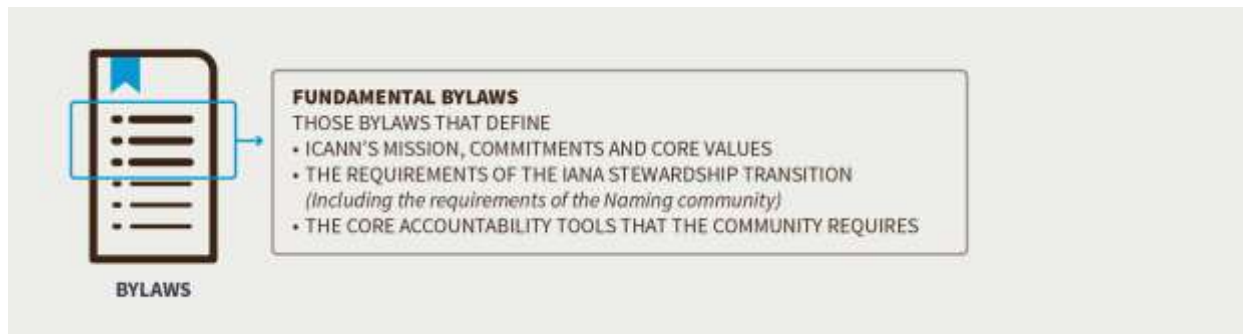 FUNDAMENTAL BYLAWS
THOSE BYLAWS THAT DEFINE
• ICANN'S MISSION, COMMITMENTS AND CORE VALUES
• THE REQUIREMENTS OF THE IANA STEWARDSHIP TRANSITION
(Including the requirements of the Naming community)
• THE CORE ACCOUNTABILITY TOOLS THAT THE COMMUNITY REQUIRES
BYLAWS